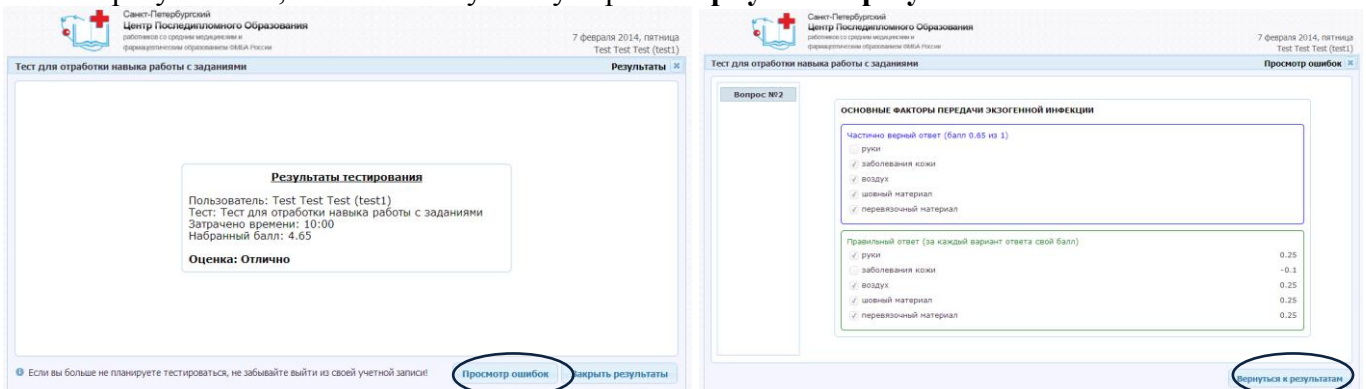 Санкт-Петербургский
Центр Последипломного Образования
работников со средним медицинским и
фармацевтическим образованием ФМБА России
7 февраля 2014, пятница
Test Test Test (test1)
Тест для отработки навыка работы с заданиями
Результаты
Результаты тестирования
Пользователь: Test Test Test (test1)
Тест: Тест для отработки навыка работы с заданиями
Затрачено времени: 10:00
Набранный балл: 4.65
Оценка: Отлично
Если вы больше не планируете тестироваться, не забывайте выйти из своей учетной записи!
Просмотр ошибок
Закрыть результаты
Санкт-Петербургский
Центр Последипломного Образования
работников со средним медицинским и
фармацевтическим образованием ФМБА России
7 февраля 2014, пятница
Test Test Test (test1)
Тест для отработки навыка работы с заданиями
Просмотр ошибок
Вопрос №2
ОСНОВНЫЕ ФАКТОРЫ ПЕРЕДАЧИ ЭКЗОГЕННОЙ ИНФЕКЦИИ
Частично верный ответ (балл 0.65 из 1)
руки
заболевания кожи
воздух
шовный материал
перевязочный материал
Правильный ответ (за каждый вариант ответа свой балл)
руки 0.25
заболевания кожи -0.1
воздух 0.25
шовный материал 0.25
перевязочный материал 0.25
Вернуться к результатам